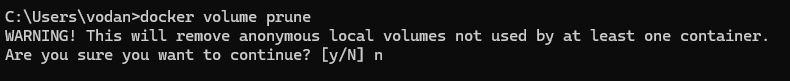 C:\Users\vodan>docker volume prune
WARNING! This will remove anonymous local volumes not used by at least one container.
Are you sure you want to continue? [y/N] n